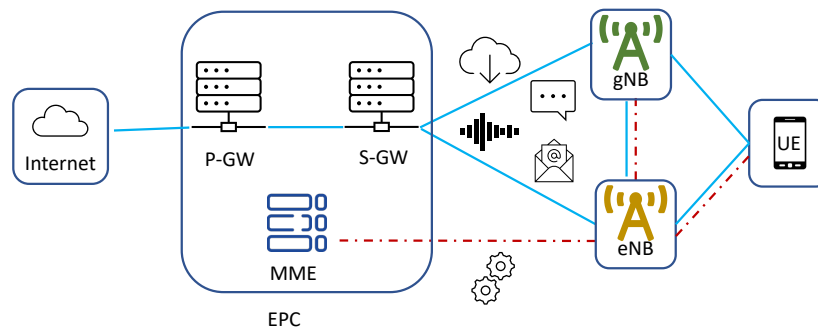 gNB
Internet
P-GW
S-GW
@
UE
eNB
MME
EPC